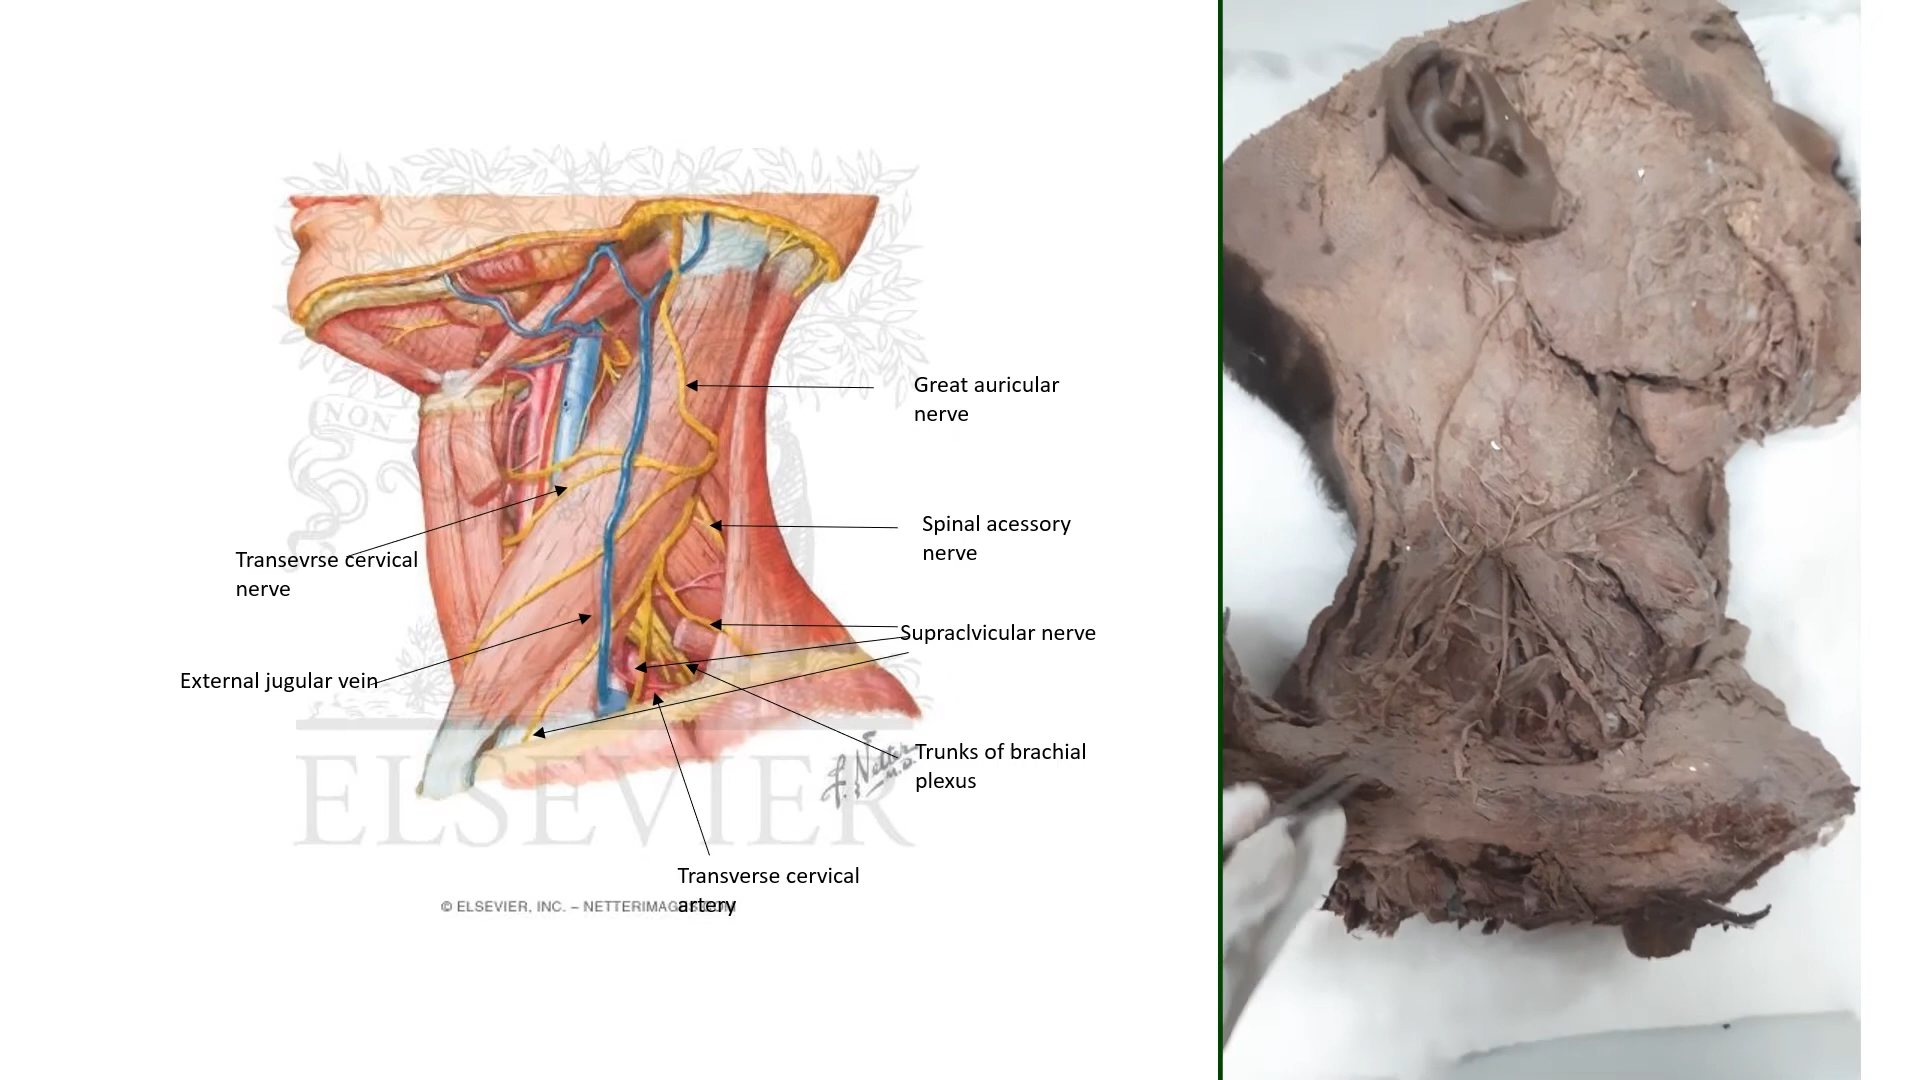 NON
Great auricular
nerve
Spinal acessory
nerve
Transevrse cervical
nerve
Supraclvicular nerve
External jugular vein
Trunks of brachial
plexus
F. Netter
M.D.
ELSEVIER
Transverse cervical
artery
© ELSEVIER, INC. – NETTERIMAGES.COM